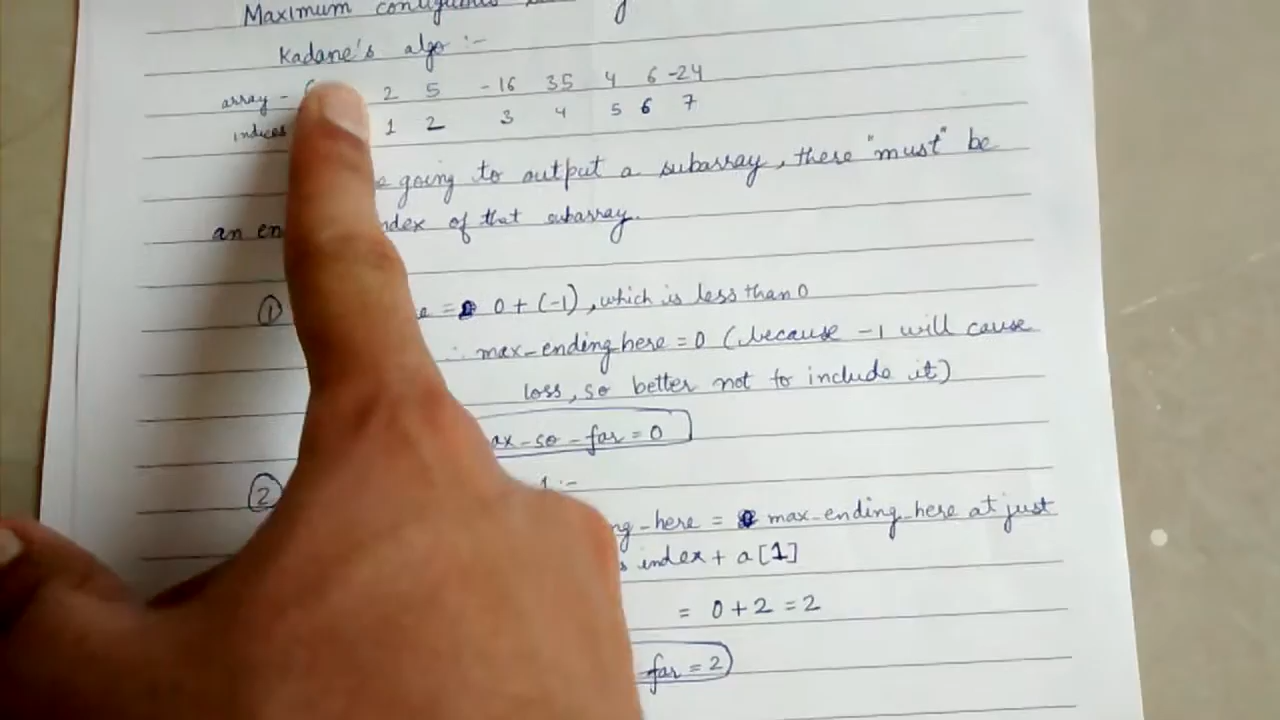 Maximum
Kadane's algo :-
array - 2 5 -16 35 4 6 -24
indices 1 2 3 4 5 6 7
going to output a subarray, there "must" be
an en ndex of that subarray.
① = 0 + (-1), which is less than 0
∴ max-ending here = 0 (because -1 will cause
loss, so better not to include it)
ax-so-far = 0
② 1 :-
ng-here = max-ending-here at just
s index + a[1]
= 0+2 = 2
far = 2